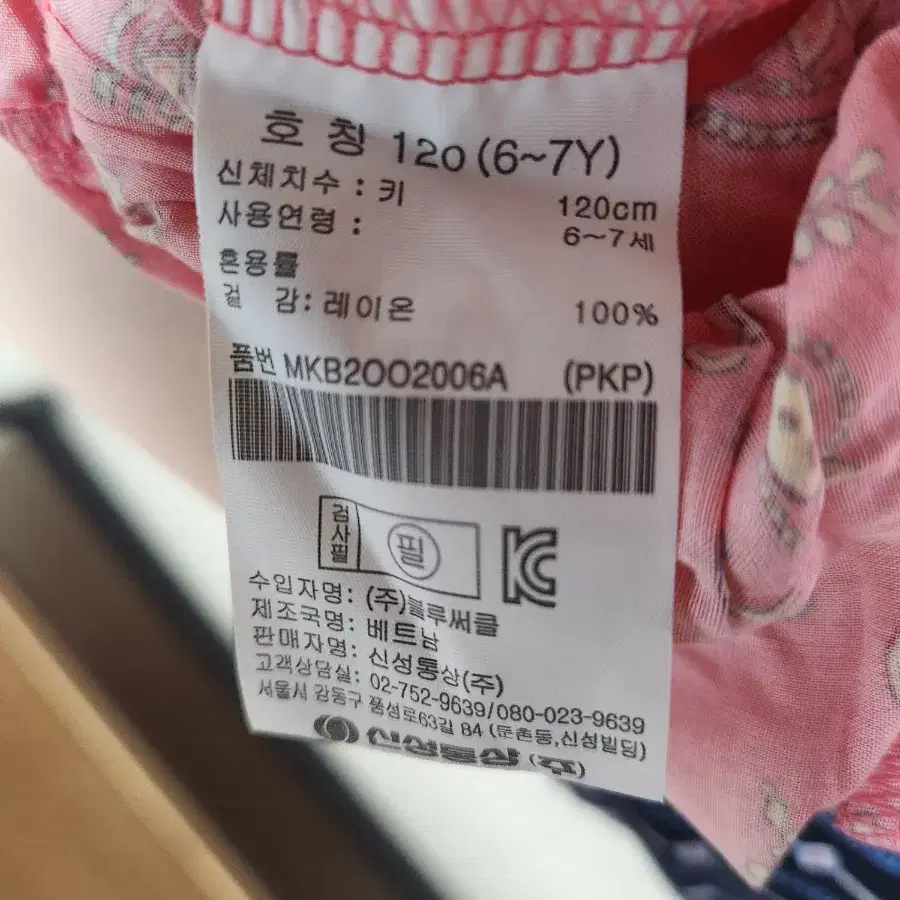 호 칭 120 (6~7Y)
신체치수 : 키 120cm
사용연령 : 6~7세
혼용률
겉 감: 레이온 100%
품번 MKB2OO2006A (PKP)
검사필 필
수입자명: (주)블루써클
제조국명: 베트남
판매자명: 신성통상(주)
고객상담실: 02-752-9639/080-023-9639
서울시 강동구 풍성로63길 84 (둔촌동,신성빌딩)
신성통상 (주)